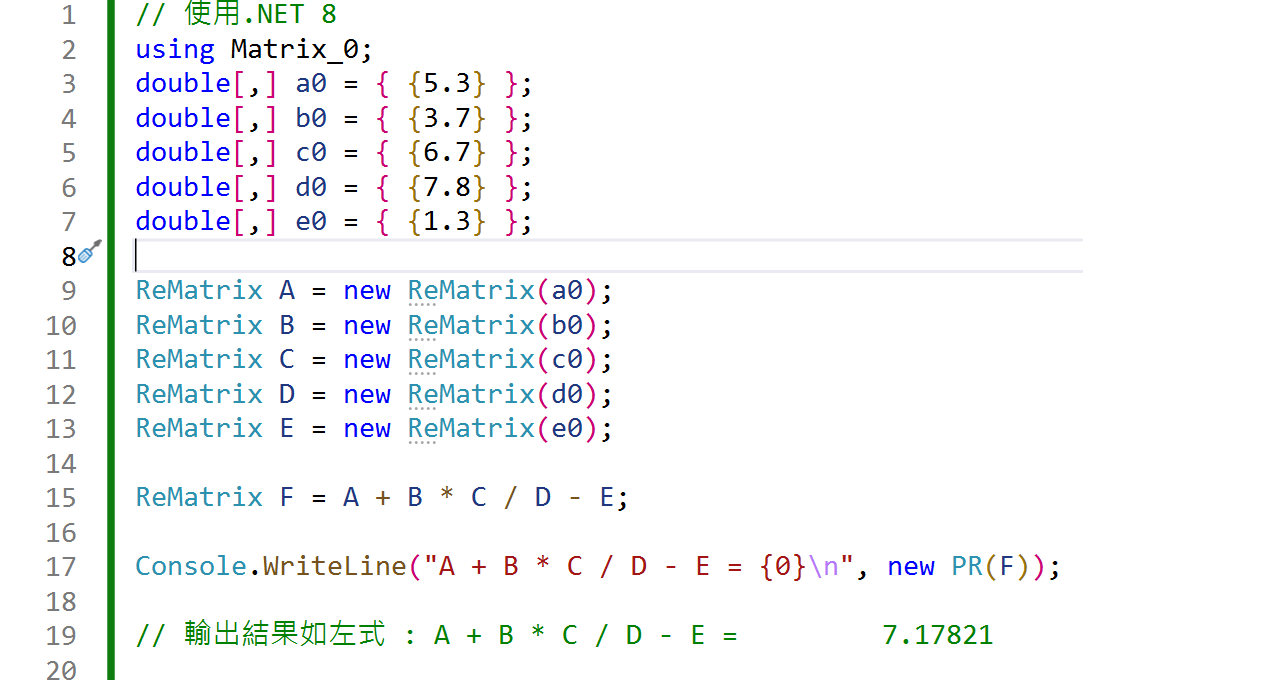 1 // 使用.NET 8
2 using Matrix_0;
3 double[,] a0 = { {5.3} };
4 double[,] b0 = { {3.7} };
5 double[,] c0 = { {6.7} };
6 double[,] d0 = { {7.8} };
7 double[,] e0 = { {1.3} };
8
9 ReMatrix A = new ReMatrix(a0);
10 ReMatrix B = new ReMatrix(b0);
11 ReMatrix C = new ReMatrix(c0);
12 ReMatrix D = new ReMatrix(d0);
13 ReMatrix E = new ReMatrix(e0);
14
15 ReMatrix F = A + B * C / D - E;
16
17 Console.WriteLine("A + B * C / D - E = {0}\n", new PR(F));
18
19 // 輸出結果如左式 : A + B * C / D - E =         7.17821
20